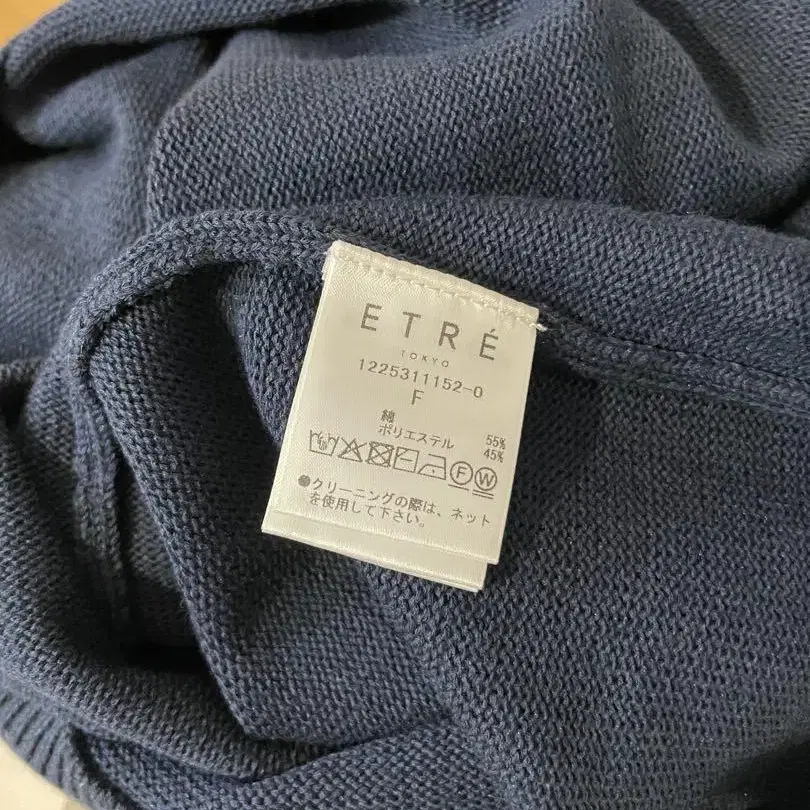 ETRÉ
TOKYO
1225311152-0
F
綿 55%
ポリエステル 45%
F W
●クリーニングの際は、ネット
を使用して下さい。